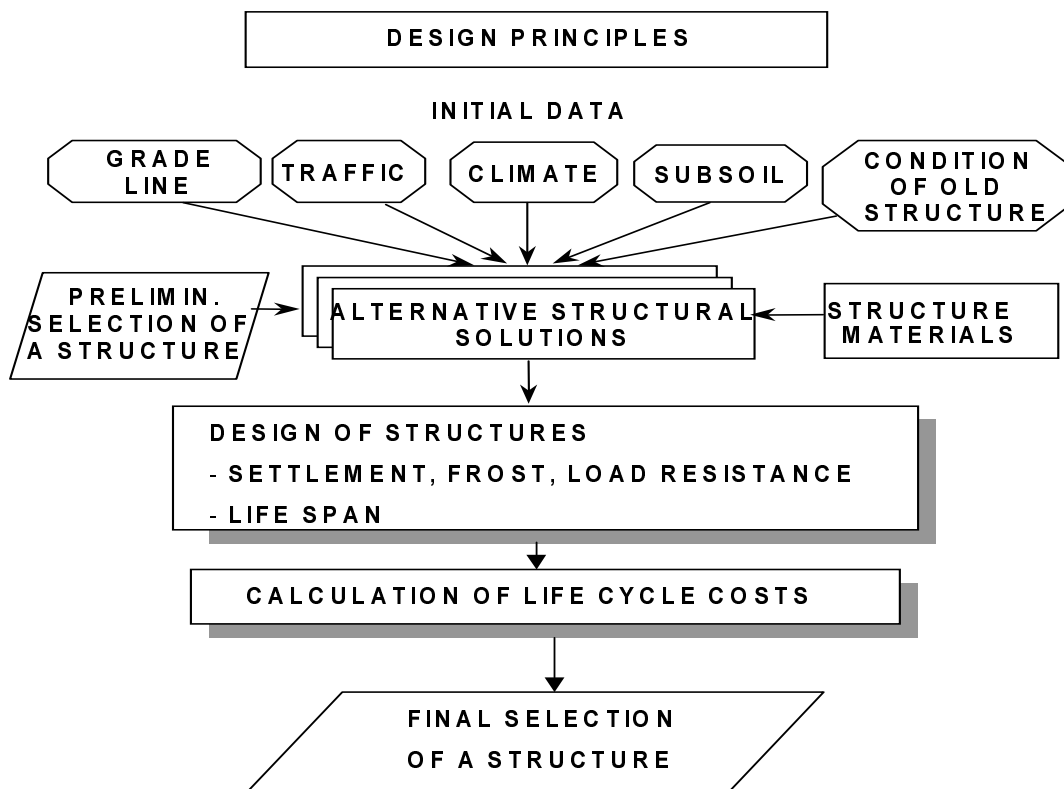 DESIGN PRINCIPLES
INITIAL DATA
GRADE
LINE
TRAFFIC
CLIMATE
SUBSOIL
CONDITION
OF OLD
STRUCTURE
PRELIMIN.
SELECTION OF
A STRUCTURE
ALTERNATIVE STRUCTURAL
SOLUTIONS
STRUCTURE
MATERIALS
DESIGN OF STRUCTURES
- SETTLEMENT, FROST, LOAD RESISTANCE
- LIFE SPAN
CALCULATION OF LIFE CYCLE COSTS
FINAL SELECTION
OF A STRUCTURE